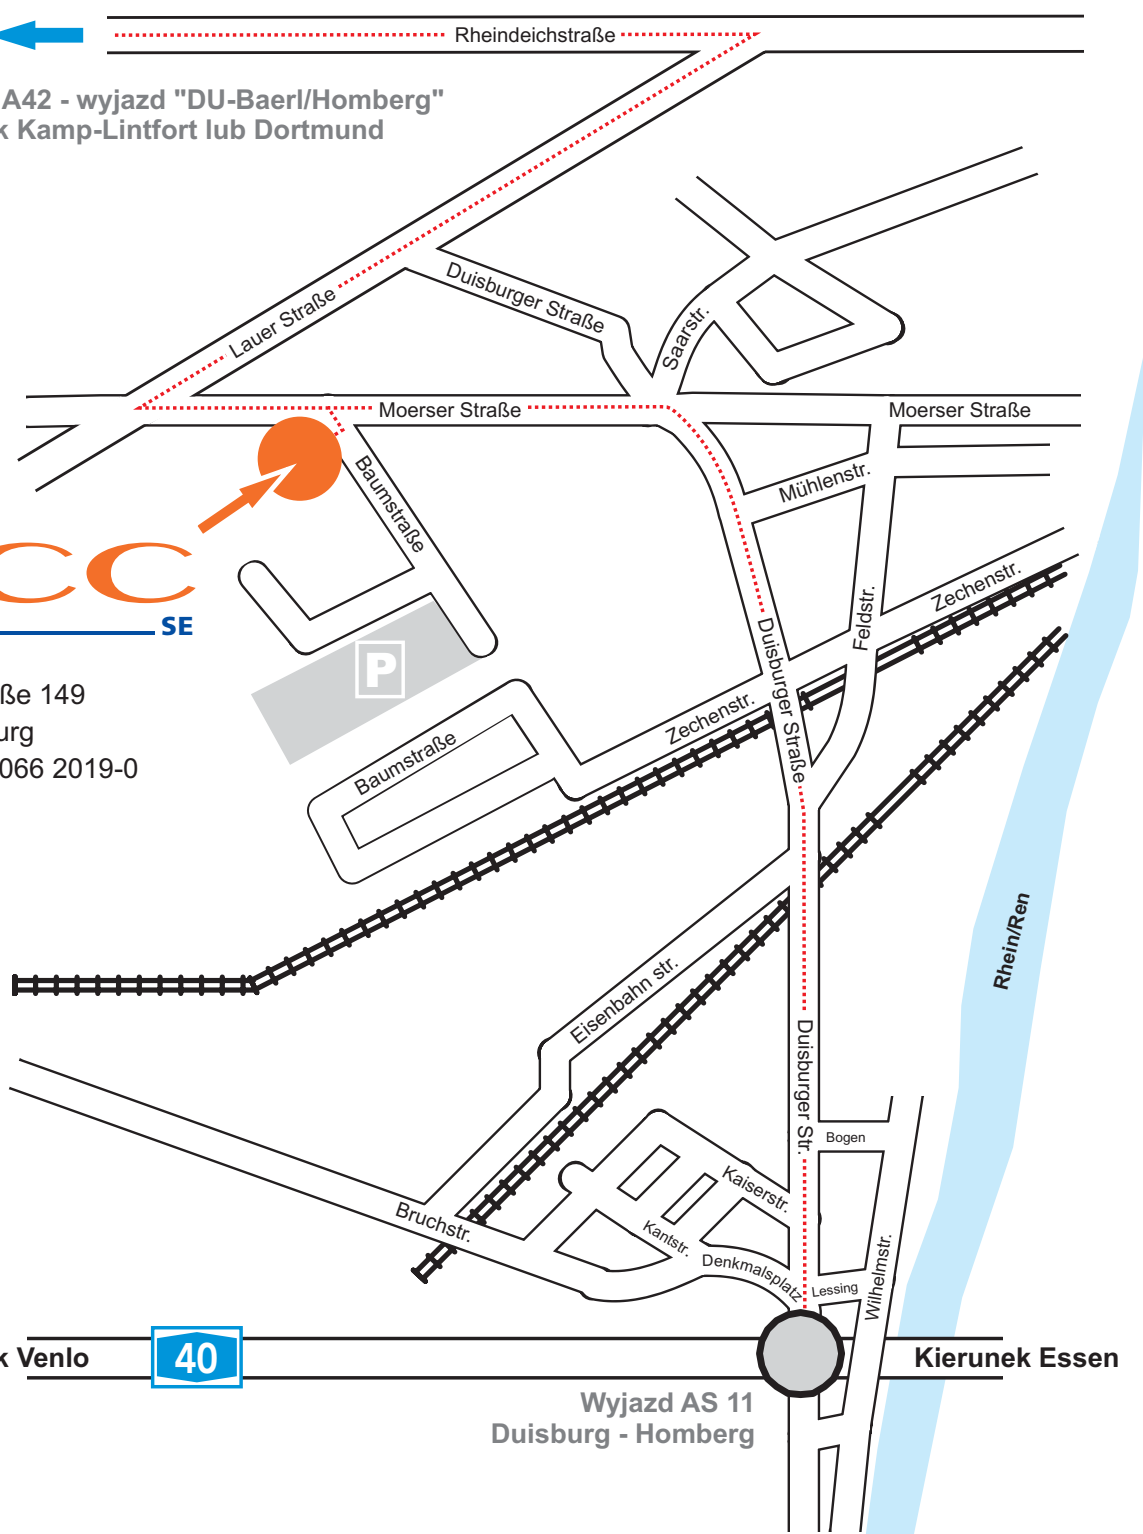 Rheindeichstraße
A42 - wyjazd "DU-Baerl/Homberg"
k Kamp-Lintfort lub Dortmund
Duisburger Straße
Saarstr.
Lauer Straße
Moerser Straße
Moerser Straße
Baumstraße
Mühlenstr.
CC
SE
Zechenstr.
Feldstr.
Duisburger Straße
P
ße 149
urg
066 2019-0
Zechenstr.
Baumstraße
Rhein/Ren
Eisenbahn str.
Duisburger Str.
Bogen
Kaiserstr.
Bruchstr.
Kantstr.
Denkmalsplatz
Lessing
Wilhelmstr.
k Venlo
40
Kierunek Essen
Wyjazd AS 11
Duisburg - Homberg